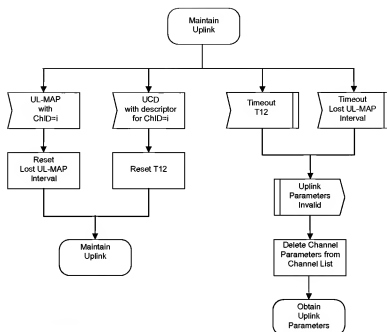 Maintain
Uplink
UL-MAP
with
ChID=i
UCD
with descriptor
for ChID=i
Timeout
T12
Timeout
Lost UL-MAP
Interval
Reset
Lost UL-MAP
Interval
Reset T12
Uplink
Parameters
Invalid
Maintain
Uplink
Delete Channel
Parameters from
Channel List
Obtain
Uplink
Parameters